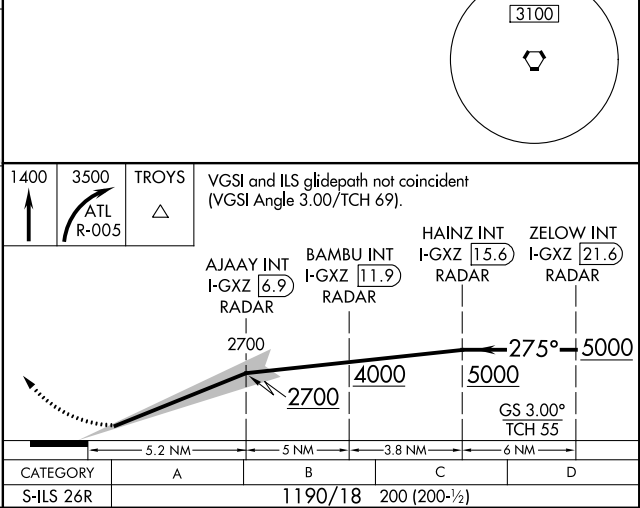 3100
1400
3500
ATL
R-005
TROYS
VGSI and ILS glidepath not coincident
(VGSI Angle 3.00/TCH 69).
AJAAY INT
I-GXZ 6.9
RADAR
BAMBU INT
I-GXZ 11.9
RADAR
HAINZ INT
I-GXZ 15.6
RADAR
ZELOW INT
I-GXZ 21.6
RADAR
2700
2700
4000
5000
275°
5000
GS 3.00°
TCH 55
5.2 NM
5 NM
3.8 NM
6 NM
CATEGORY A B C D
S-ILS 26R 1190/18 200 (200-½)